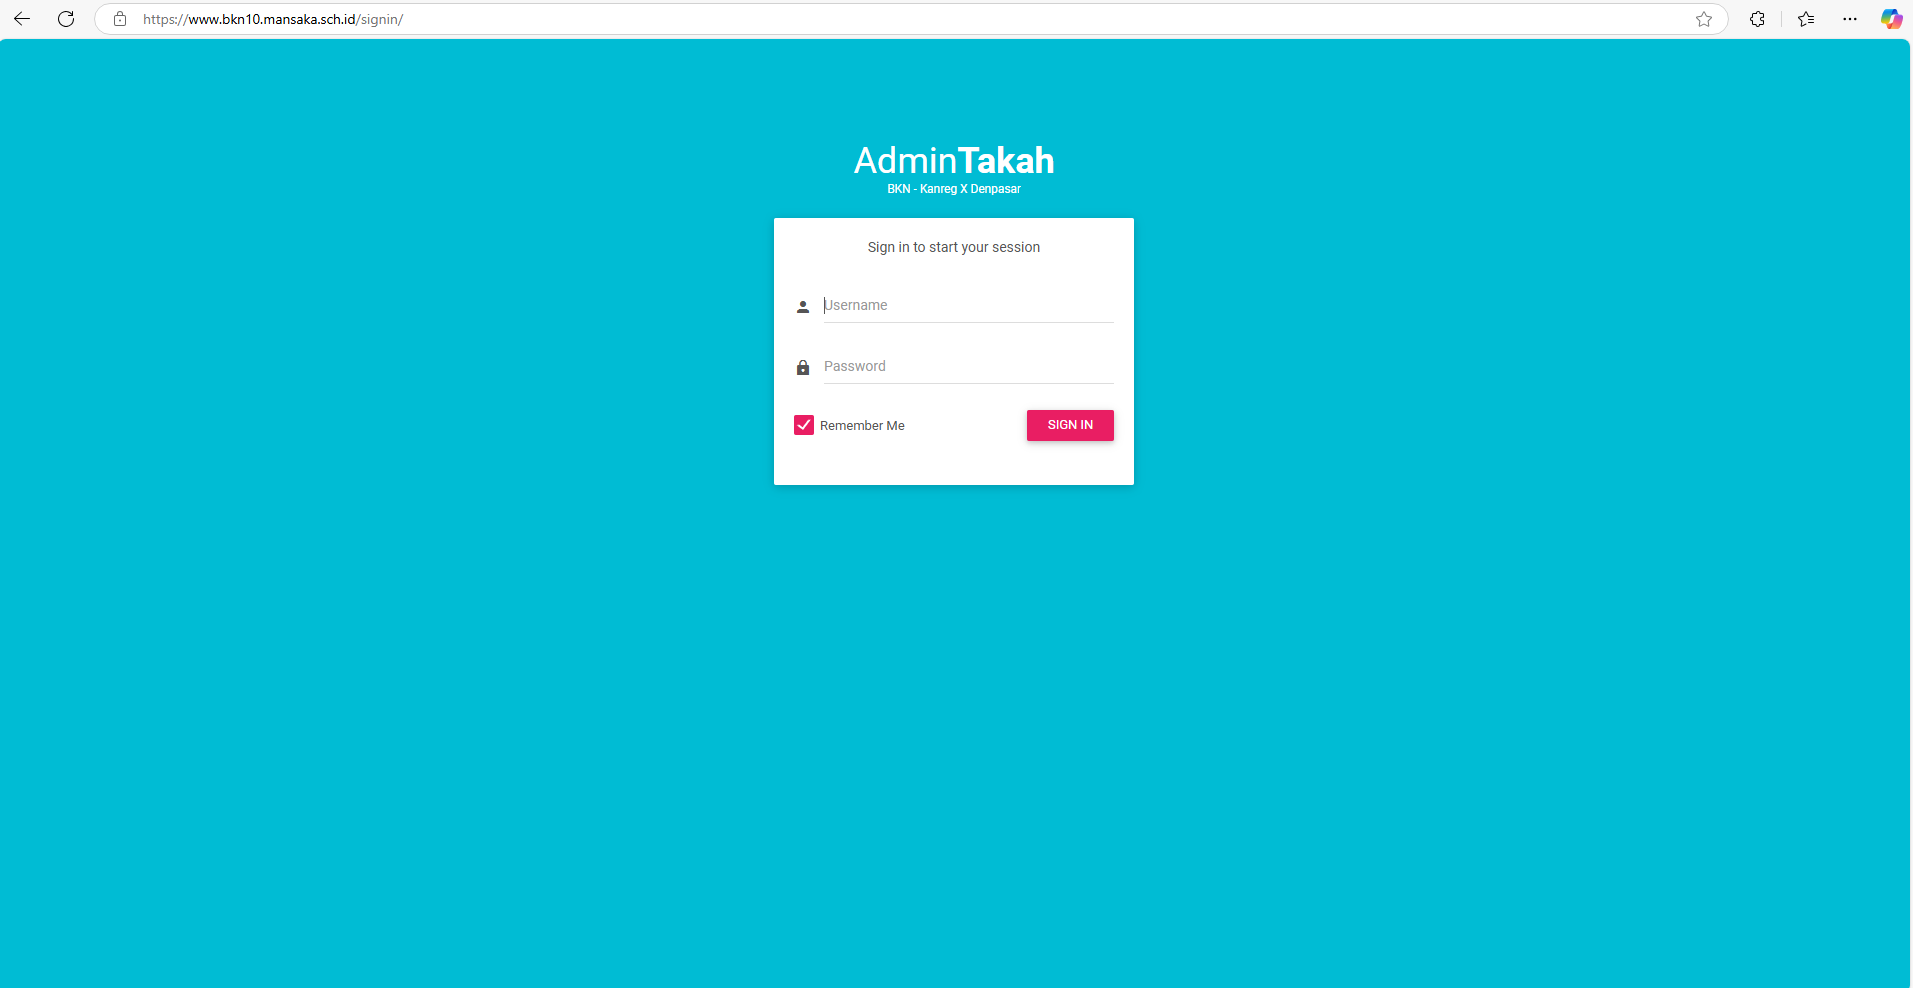 https://www.bkn10.mansaka.sch.id/signin/
AdminTakah
BKN - Kanreg X Denpasar
Sign in to start your session
Username
Password
Remember Me
SIGN IN